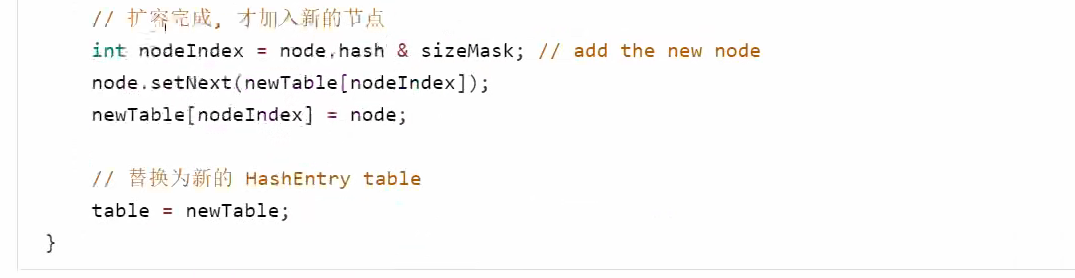 // 扩容完成, 才加入新的节点
int nodeIndex = node.hash & sizeMask; // add the new node
node.setNext(newTable[nodeIndex]);
newTable[nodeIndex] = node;
// 替换为新的 HashEntry table
table = newTable;
}